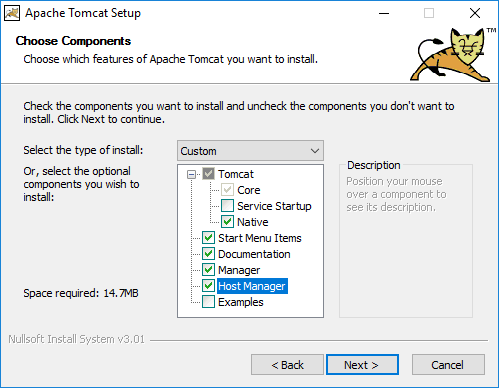 Apache Tomcat Setup
Choose Components
Choose which features of Apache Tomcat you want to install.
TM
Check the components you want to install and uncheck the components you don't want to
install. Click Next to continue.
Select the type of install:
Custom
Or, select the optional
components you wish to
install:
Tomcat
Core
Service Startup
Native
Start Menu Items
Documentation
Manager
Host Manager
Examples
Description
Position your mouse
over a component to
see its description.
Space required: 14.7MB
Nullsoft Install System v3.01
< Back
Next >
Cancel